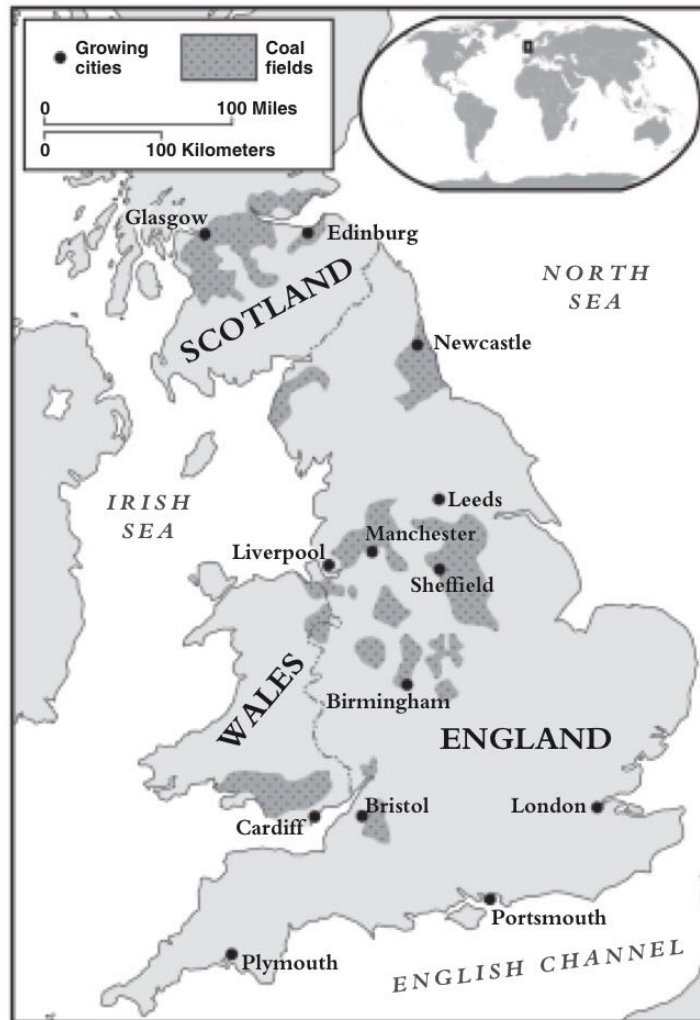 Growing
cities
Coal
fields
0
100 Miles
0
100 Kilometers
Glasgow
Edinburg
SCOTLAND
NORTH
SEA
Newcastle
IRISH
SEA
Leeds
Manchester
Liverpool
Sheffield
WALES
Birmingham
ENGLAND
Cardiff
Bristol
London
Portsmouth
Plymouth
ENGLISH CHANNEL